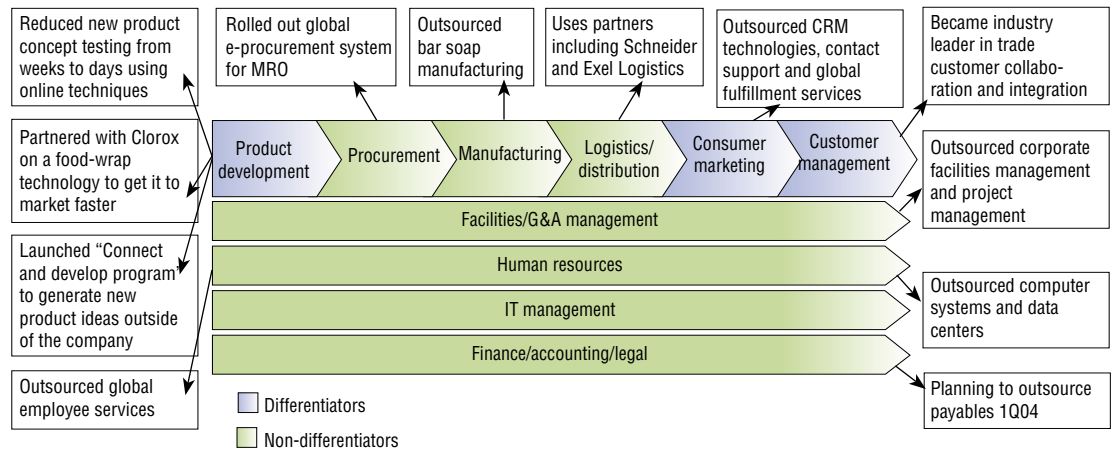 Reduced new product
concept testing from
weeks to days using
online techniques
Rolled out global
e-procurement system
for MRO
Outsourced
bar soap
manufacturing
Uses partners
including Schneider
and Exel Logistics
Outsourced CRM
technologies, contact
support and global
fulfillment services
Became industry
leader in trade
customer collabo-
ration and integration
Partnered with Clorox
on a food-wrap
technology to get it to
market faster
Product
development
Procurement
Manufacturing
Logistics/
distribution
Consumer
marketing
Customer
management
Outsourced corporate
facilities management
and project
management
Facilities/G&A management
Launched “Connect
and develop program”
to generate new
product ideas outside
of the company
Human resources
Outsourced computer
systems and data
centers
IT management
Finance/accounting/legal
Outsourced global
employee services
Planning to outsource
payables 1Q04
Differentiators
Non-differentiators